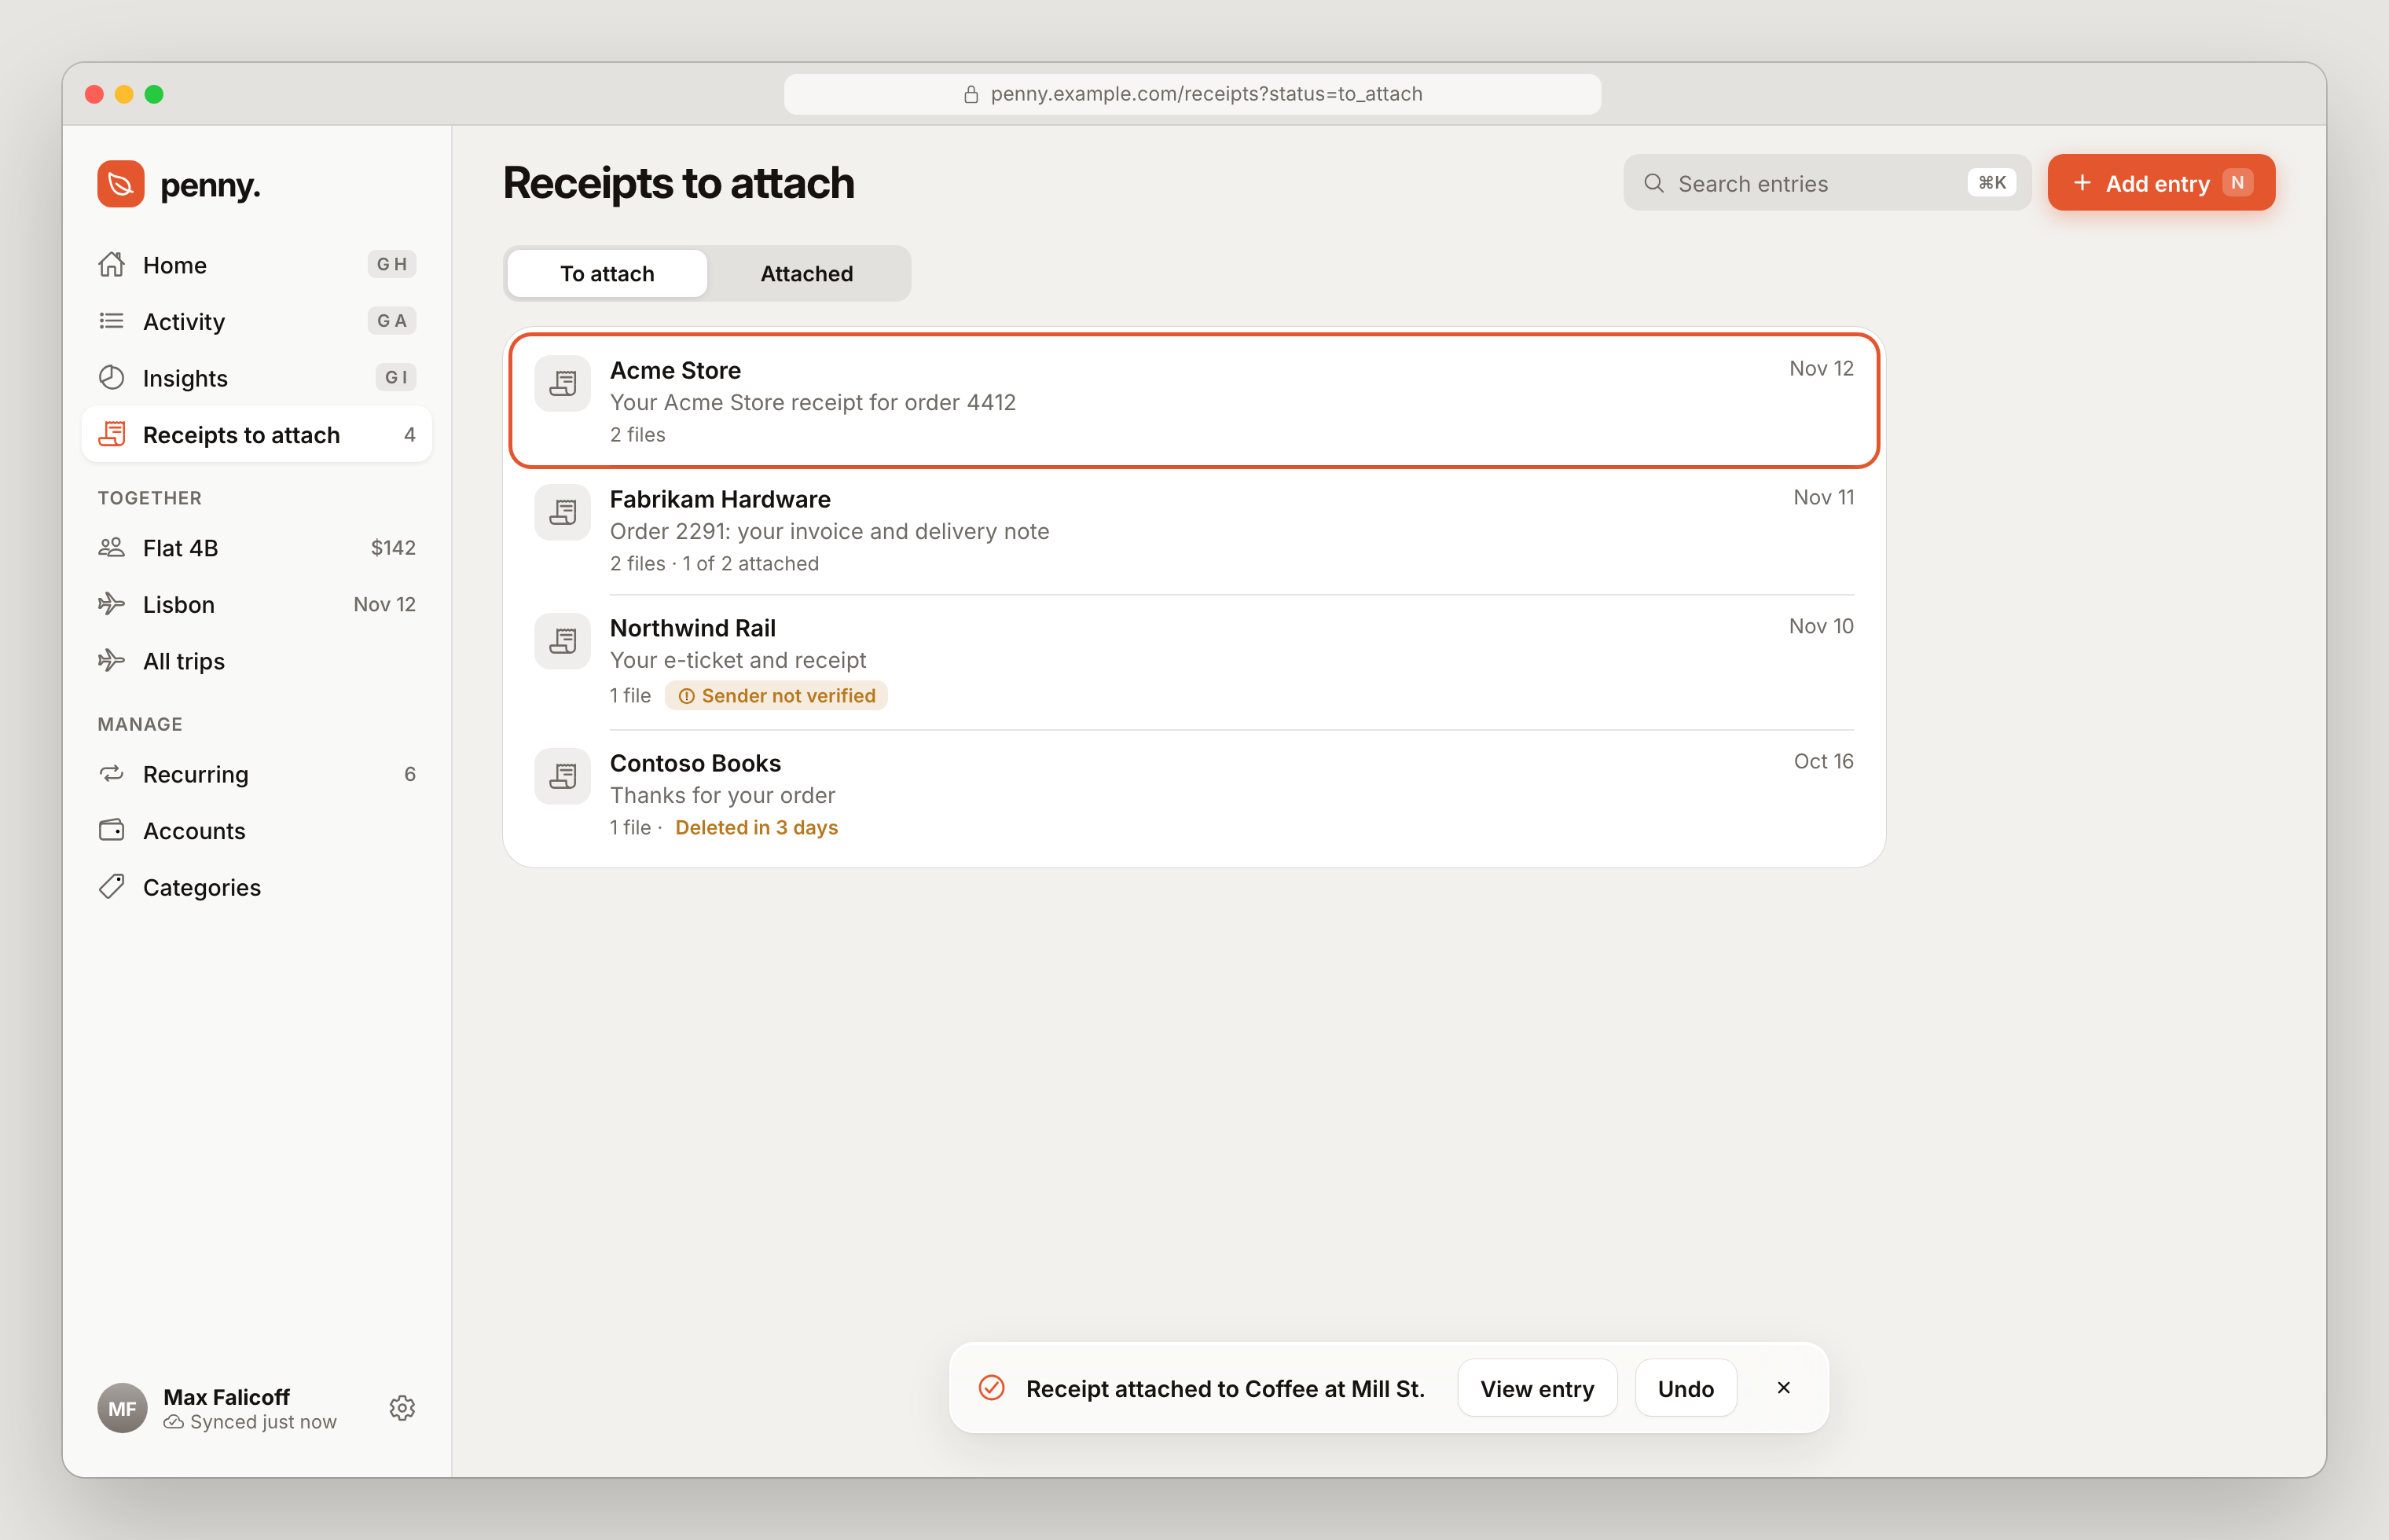 penny.example.com/receipts?status=to_attach
penny.
Home G H
Activity G A
Insights G I
Receipts to attach 4
TOGETHER
Flat 4B $142
Lisbon Nov 12
All trips
MANAGE
Recurring 6
Accounts
Categories
MF
Max Falicoff
Synced just now
Receipts to attach
Search entries ⌘K
+ Add entry N
To attach
Attached
Acme Store Nov 12
Your Acme Store receipt for order 4412
2 files
Fabrikam Hardware Nov 11
Order 2291: your invoice and delivery note
2 files · 1 of 2 attached
Northwind Rail Nov 10
Your e-ticket and receipt
1 file Sender not verified
Contoso Books Oct 16
Thanks for your order
1 file · Deleted in 3 days
Receipt attached to Coffee at Mill St. View entry Undo ×